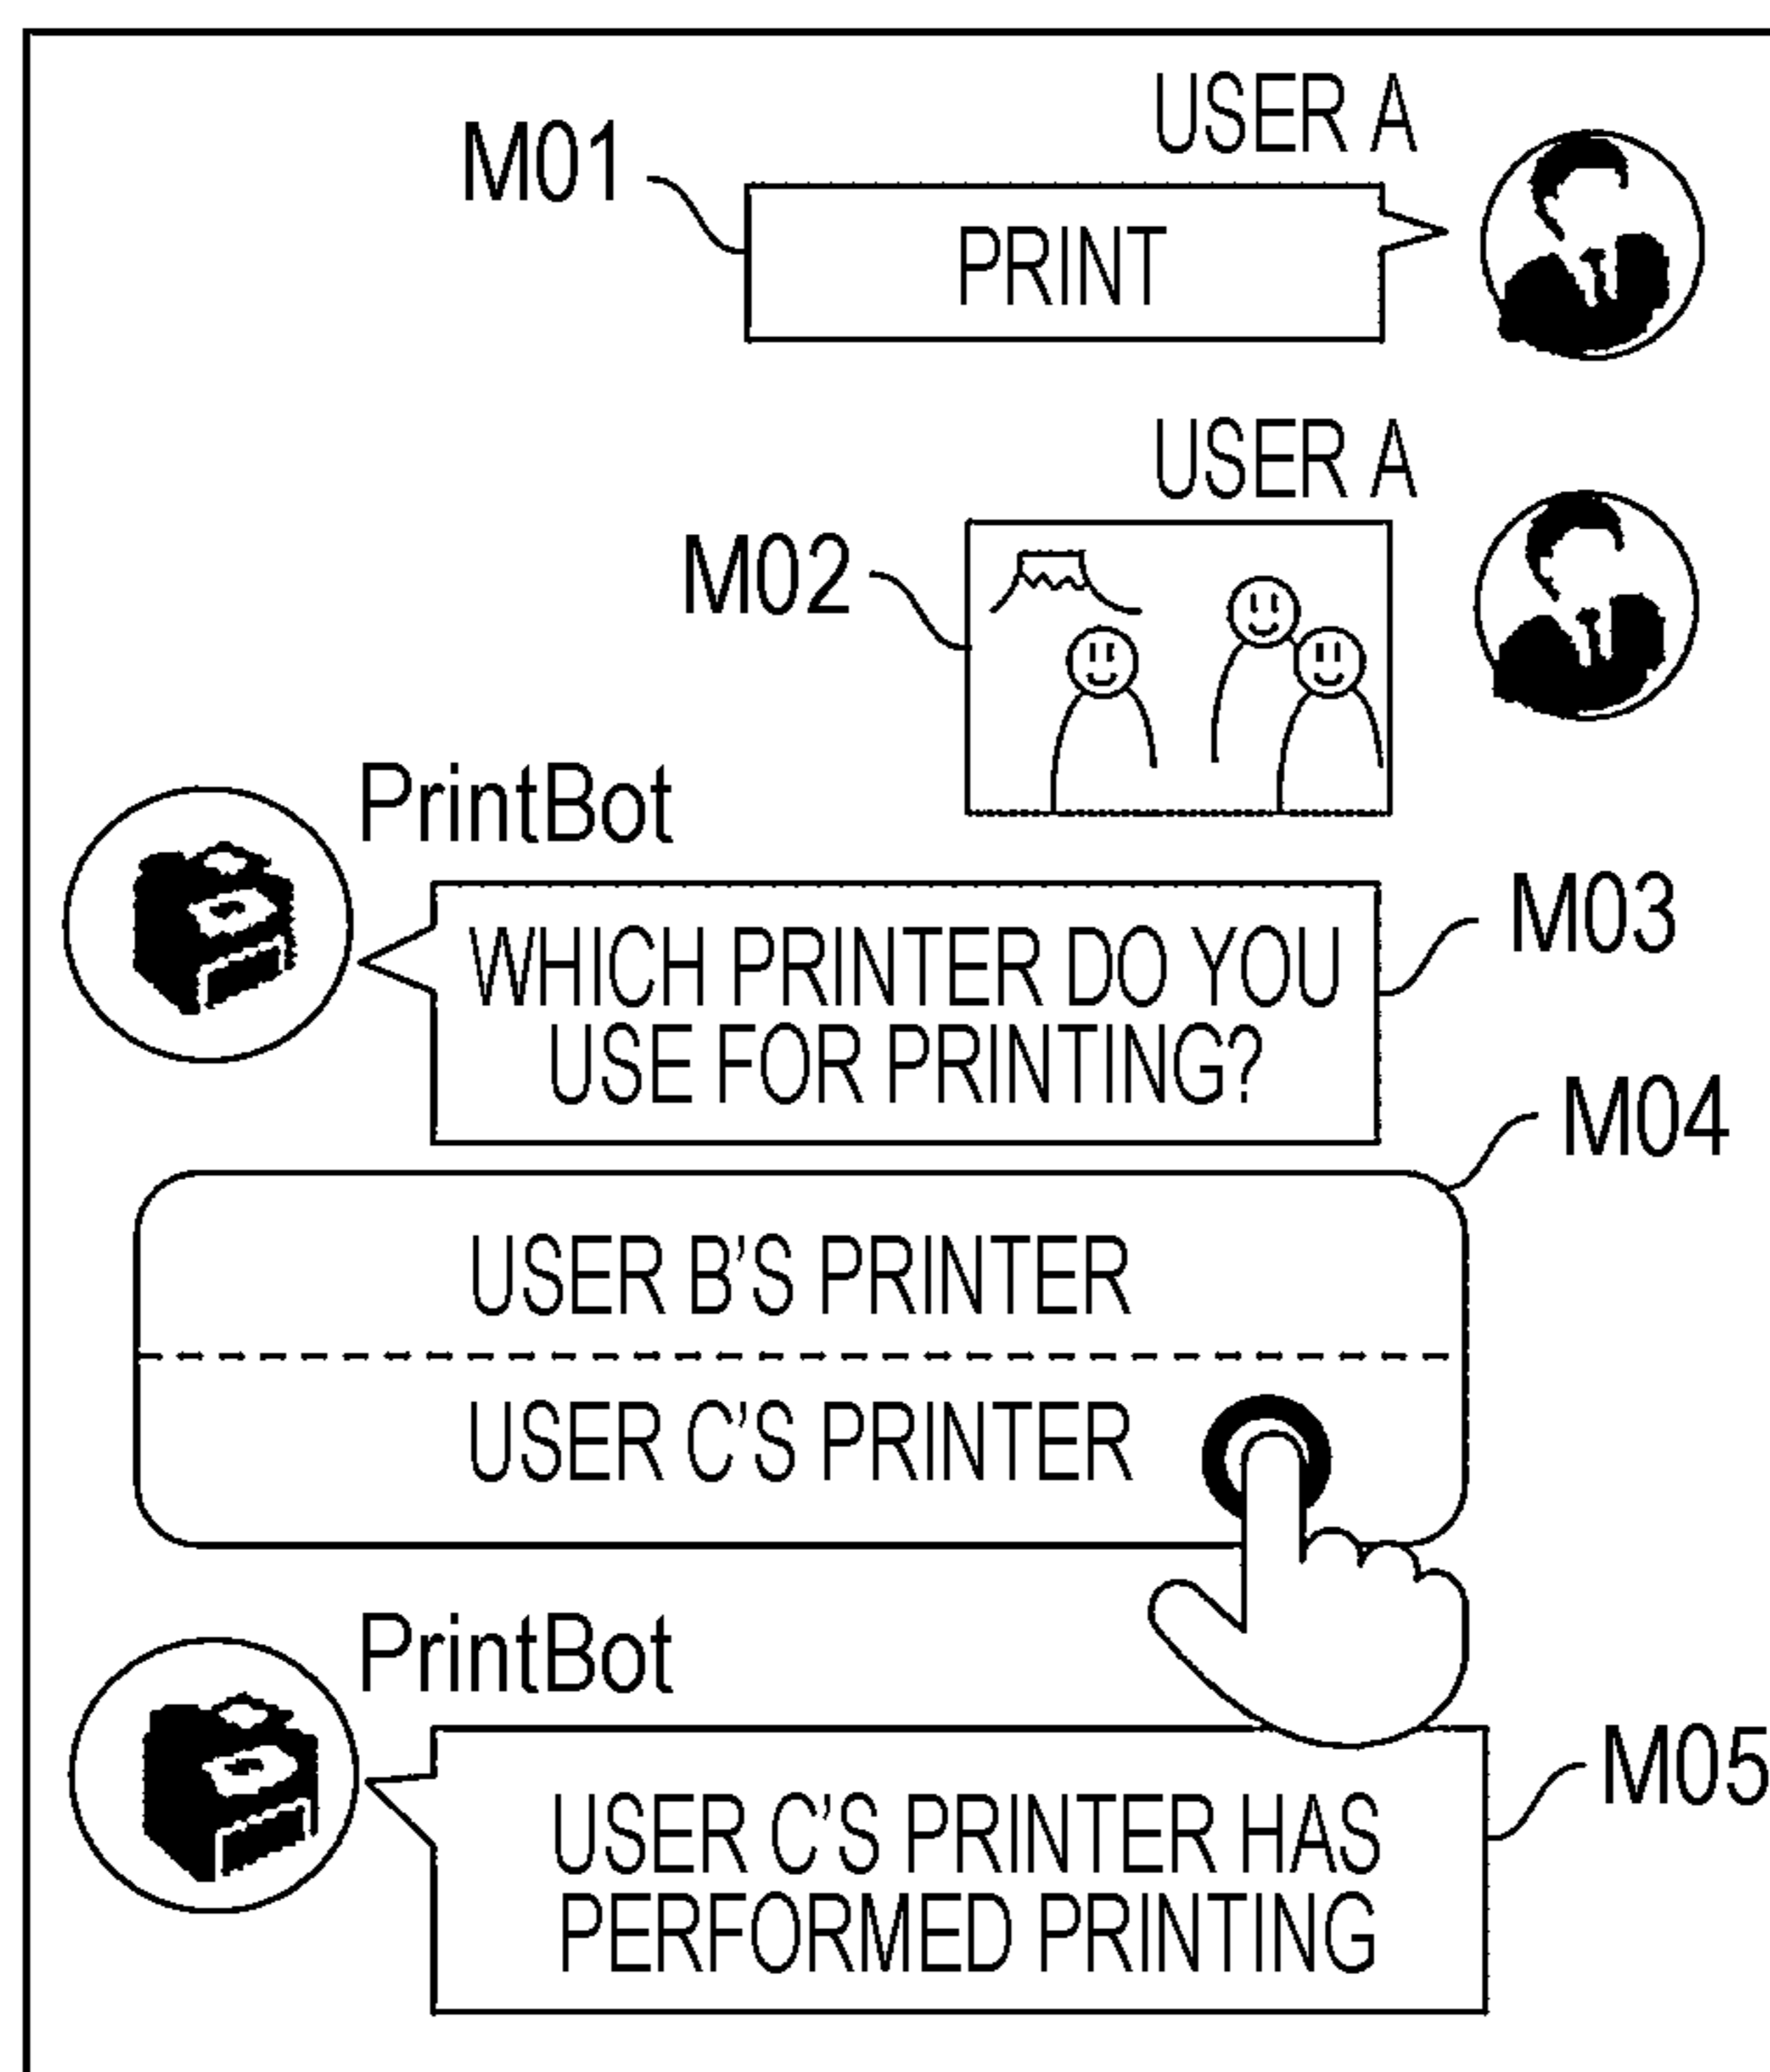 USER A
M01
PRINT
USER A
M02
PrintBot
M03
WHICH PRINTER DO YOU
USE FOR PRINTING?
M04
USER B'S PRINTER
USER C'S PRINTER
PrintBot
M05
USER C'S PRINTER HAS
PERFORMED PRINTING